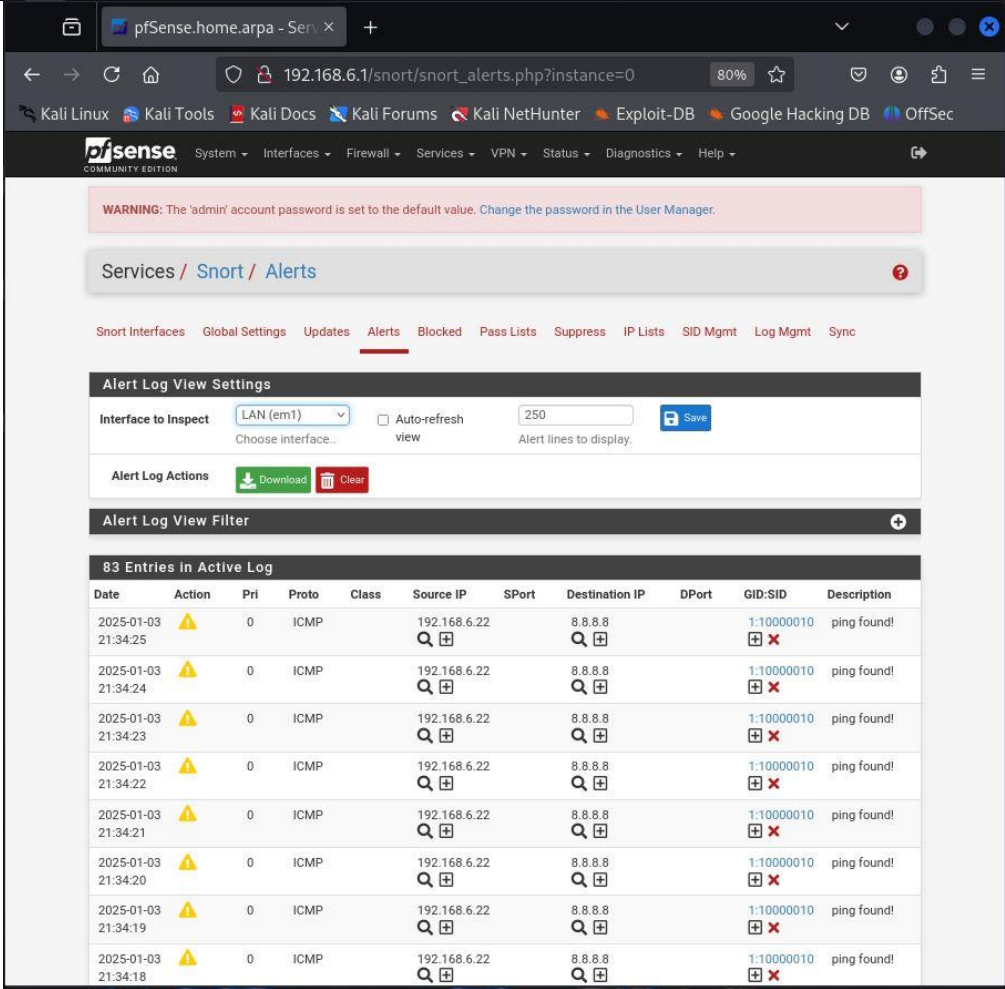 pfSense.home.arpa - Serv
192.168.6.1/snort/snort_alerts.php?instance=0 80%
Kali Linux Kali Tools Kali Docs Kali Forums Kali NetHunter Exploit-DB Google Hacking DB OffSec
pfsense System Interfaces Firewall Services VPN Status Diagnostics Help
COMMUNITY EDITION
WARNING: The 'admin' account password is set to the default value. Change the password in the User Manager.
Services / Snort / Alerts
Snort Interfaces Global Settings Updates Alerts Blocked Pass Lists Suppress IP Lists SID Mgmt Log Mgmt Sync
Alert Log View Settings
Interface to Inspect LAN (em1) Auto-refresh view 250 Save
Choose interface.. Alert lines to display.
Alert Log Actions Download Clear
Alert Log View Filter
83 Entries in Active Log
Date Action Pri Proto Class Source IP SPort Destination IP DPort GID:SID Description
2025-01-03 0 ICMP 192.168.6.22 8.8.8.8 1:10000010 ping found!
21:34:25
2025-01-03 0 ICMP 192.168.6.22 8.8.8.8 1:10000010 ping found!
21:34:24
2025-01-03 0 ICMP 192.168.6.22 8.8.8.8 1:10000010 ping found!
21:34:23
2025-01-03 0 ICMP 192.168.6.22 8.8.8.8 1:10000010 ping found!
21:34:22
2025-01-03 0 ICMP 192.168.6.22 8.8.8.8 1:10000010 ping found!
21:34:21
2025-01-03 0 ICMP 192.168.6.22 8.8.8.8 1:10000010 ping found!
21:34:20
2025-01-03 0 ICMP 192.168.6.22 8.8.8.8 1:10000010 ping found!
21:34:19
2025-01-03 0 ICMP 192.168.6.22 8.8.8.8 1:10000010 ping found!
21:34:18